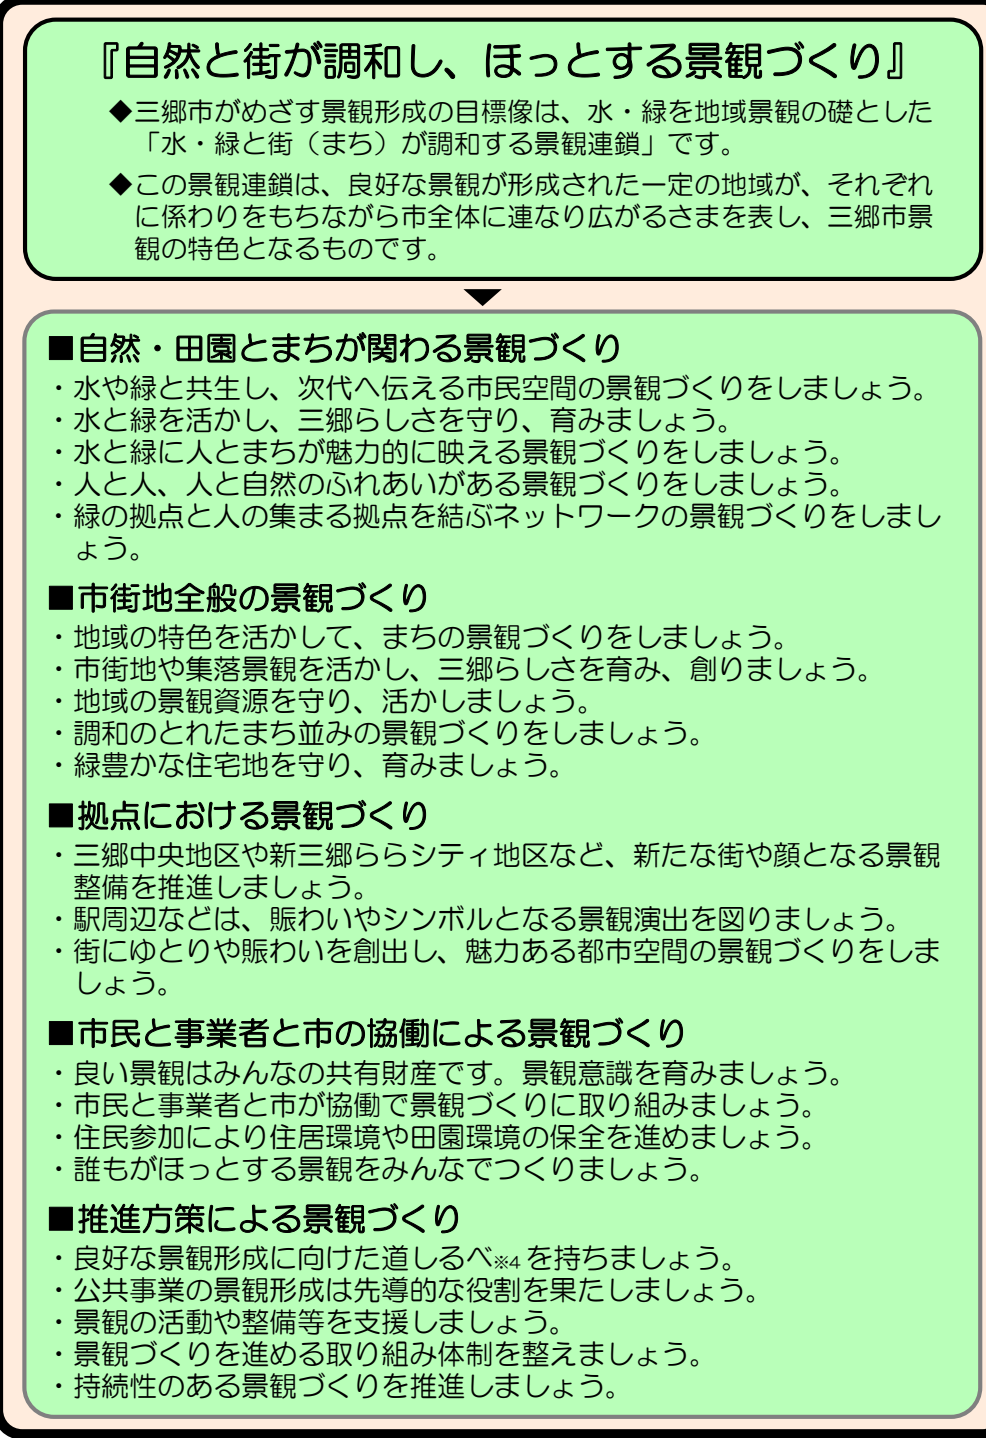 『自然と街が調和し、ほっとする景観づくり』
◆三郷市がめざす景観形成の目標像は、水・緑を地域景観の礎とした
「水・緑と街（まち）が調和する景観連鎖」です。
◆この景観連鎖は、良好な景観が形成された一定の地域が、それぞれ
に係わりをもちながら市全体に連なり広がるさまを表し、三郷市景
観の特色となるものです。
■自然・田園とまちが関わる景観づくり
・水や緑と共生し、次代へ伝える市民空間の景観づくりをしましょう。
・水と緑を活かし、三郷らしさを守り、育みましょう。
・水と緑に人とまちが魅力的に映える景観づくりをしましょう。
・人と人、人と自然のふれあいがある景観づくりをしましょう。
・緑の拠点と人の集まる拠点を結ぶネットワークの景観づくりをしまし
ょう。
■市街地全般の景観づくり
・地域の特色を活かして、まちの景観づくりをしましょう。
・市街地や集落景観を活かし、三郷らしさを育み、創りましょう。
・地域の景観資源を守り、活かしましょう。
・調和のとれたまち並みの景観づくりをしましょう。
・緑豊かな住宅地を守り、育みましょう。
■拠点における景観づくり
・三郷中央地区や新三郷ららシティ地区など、新たな街や顔となる景観
整備を推進しましょう。
・駅周辺などは、賑わいやシンボルとなる景観演出を図りましょう。
・街にゆとりや賑わいを創出し、魅力ある都市空間の景観づくりをしま
しょう。
■市民と事業者と市の協働による景観づくり
・良い景観はみんなの共有財産です。景観意識を育みましょう。
・市民と事業者と市が協働で景観づくりに取り組みましょう。
・住民参加により住居環境や田園環境の保全を進めましょう。
・誰もがほっとする景観をみんなでつくりましょう。
■推進方策による景観づくり
・良好な景観形成に向けた道しるべ※4を持ちましょう。
・公共事業の景観形成は先導的な役割を果たしましょう。
・景観の活動や整備等を支援しましょう。
・景観づくりを進める取り組み体制を整えましょう。
・持続性のある景観づくりを推進しましょう。